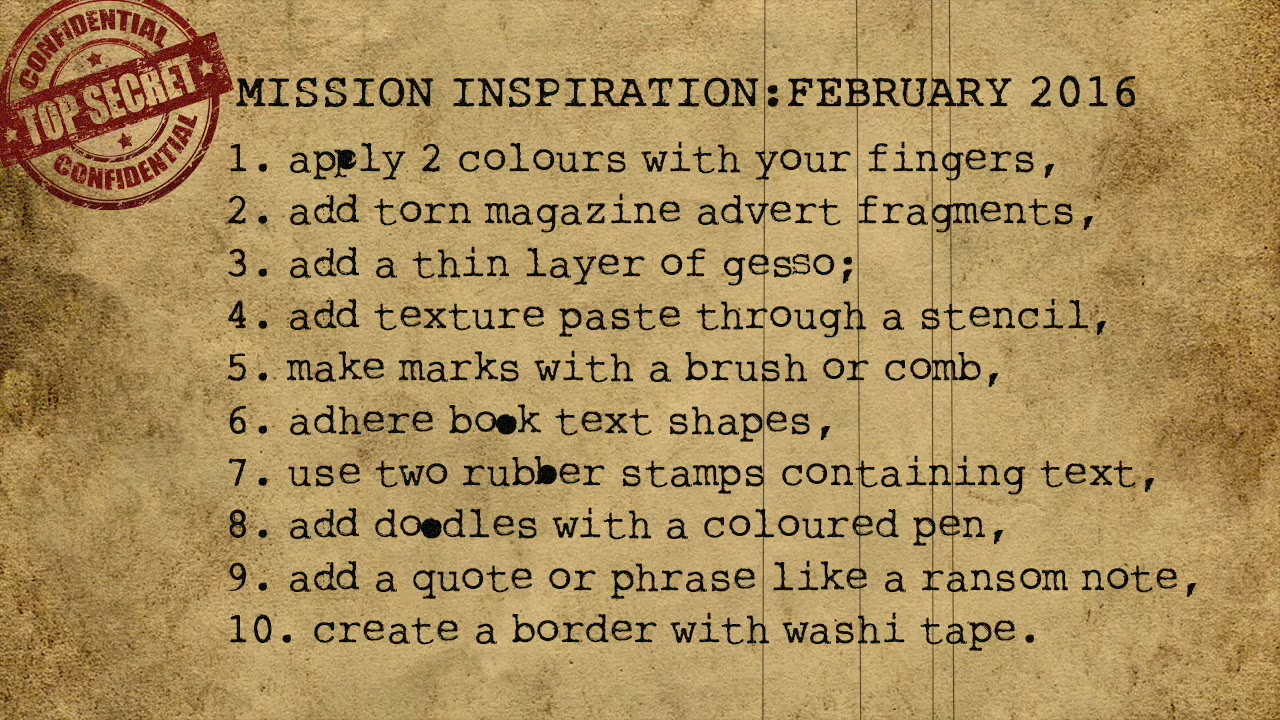 CONFIDENTIAL
TOP SECRET
CONFIDENTIAL
MISSION INSPIRATION:FEBRUARY 2016
1. apply 2 colours with your fingers,
2. add torn magazine advert fragments,
3. add a thin layer of gesso;
4. add texture paste through a stencil,
5. make marks with a brush or comb,
6. adhere book text shapes,
7. use two rubber stamps containing text,
8. add doodles with a coloured pen,
9. add a quote or phrase like a ransom note,
10. create a border with washi tape.